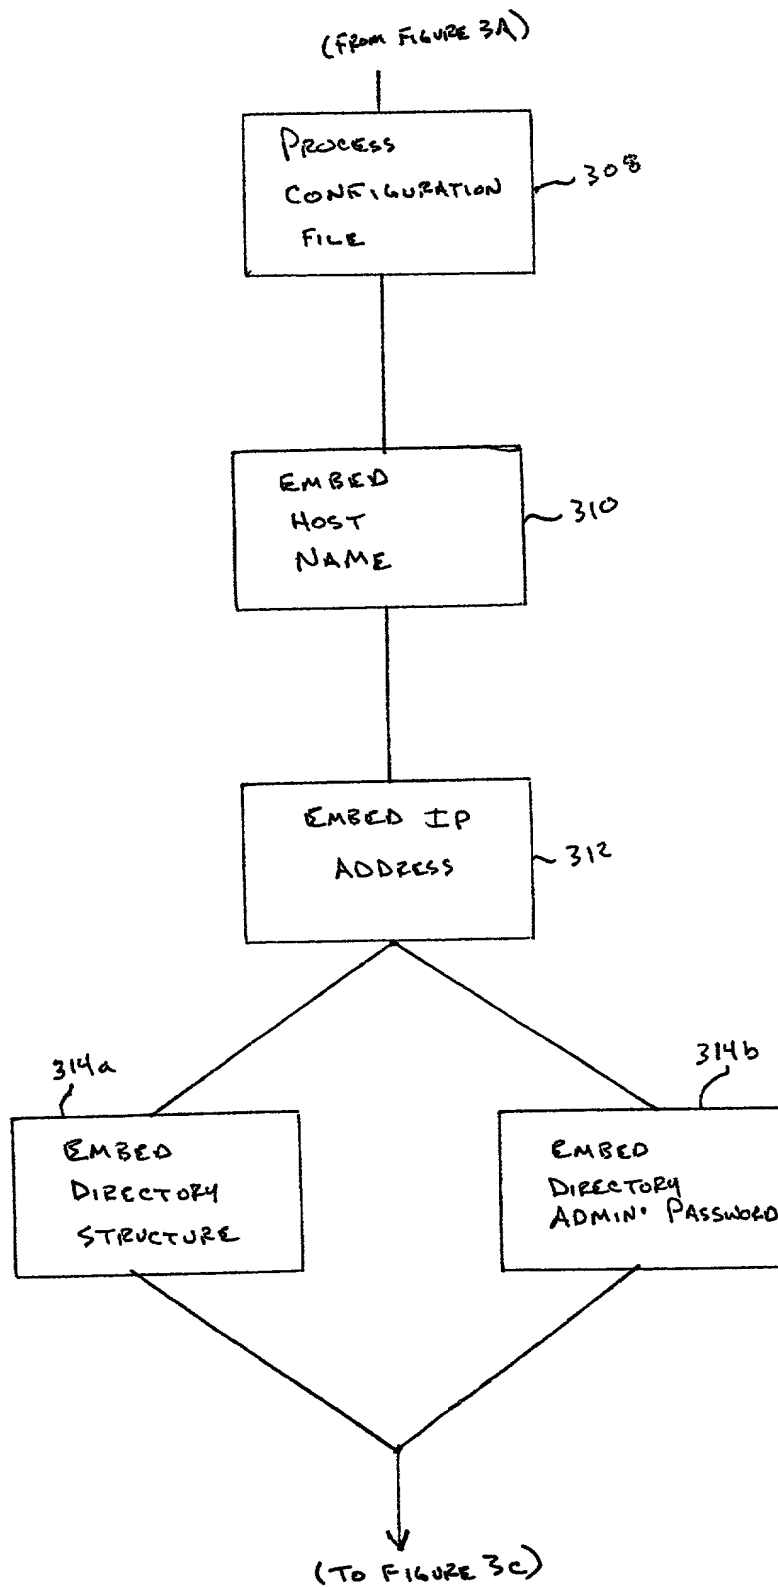 (FROM FIGURE 3A)
PROCESS
CONFIGURATION
FILE
308
EMBED
HOST
NAME
310
EMBED IP
ADDRESS
312
314a
EMBED
DIRECTORY
STRUCTURE
314b
EMBED
DIRECTORY
ADMIN. PASSWORD
(TO FIGURE 3C)